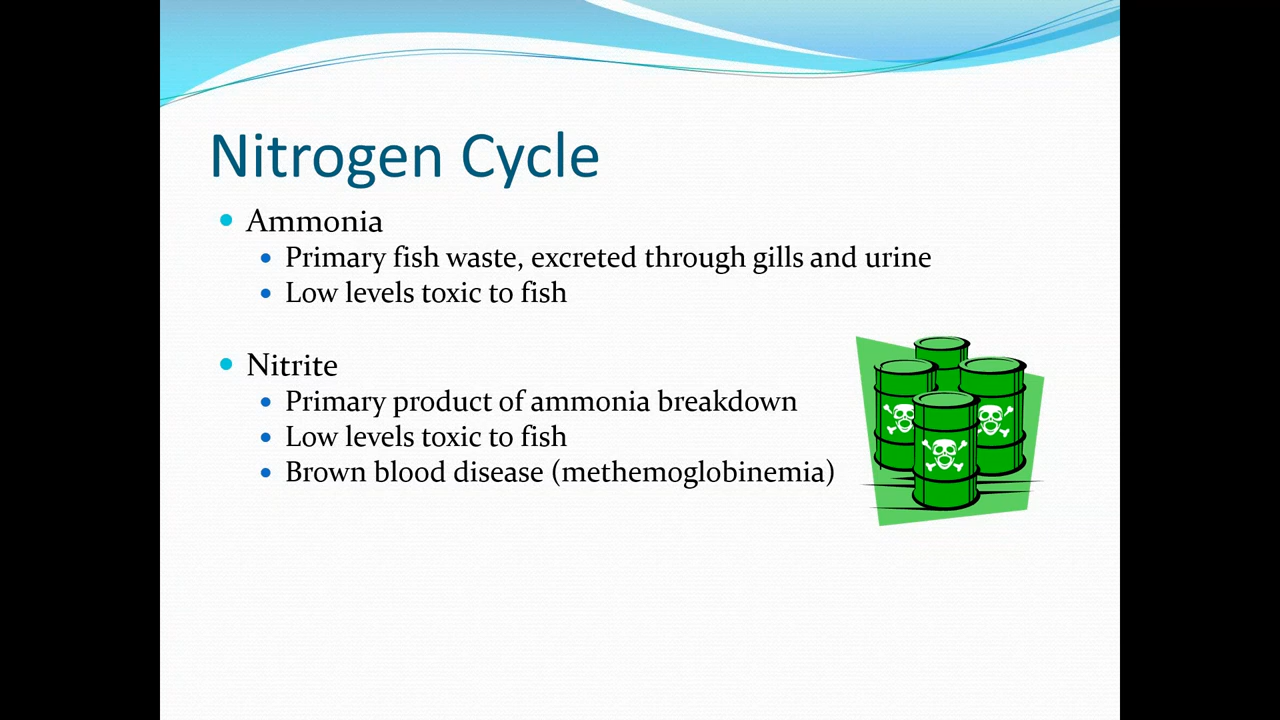 Nitrogen Cycle
• Ammonia
• Primary fish waste, excreted through gills and urine
• Low levels toxic to fish
• Nitrite
• Primary product of ammonia breakdown
• Low levels toxic to fish
• Brown blood disease (methemoglobinemia)